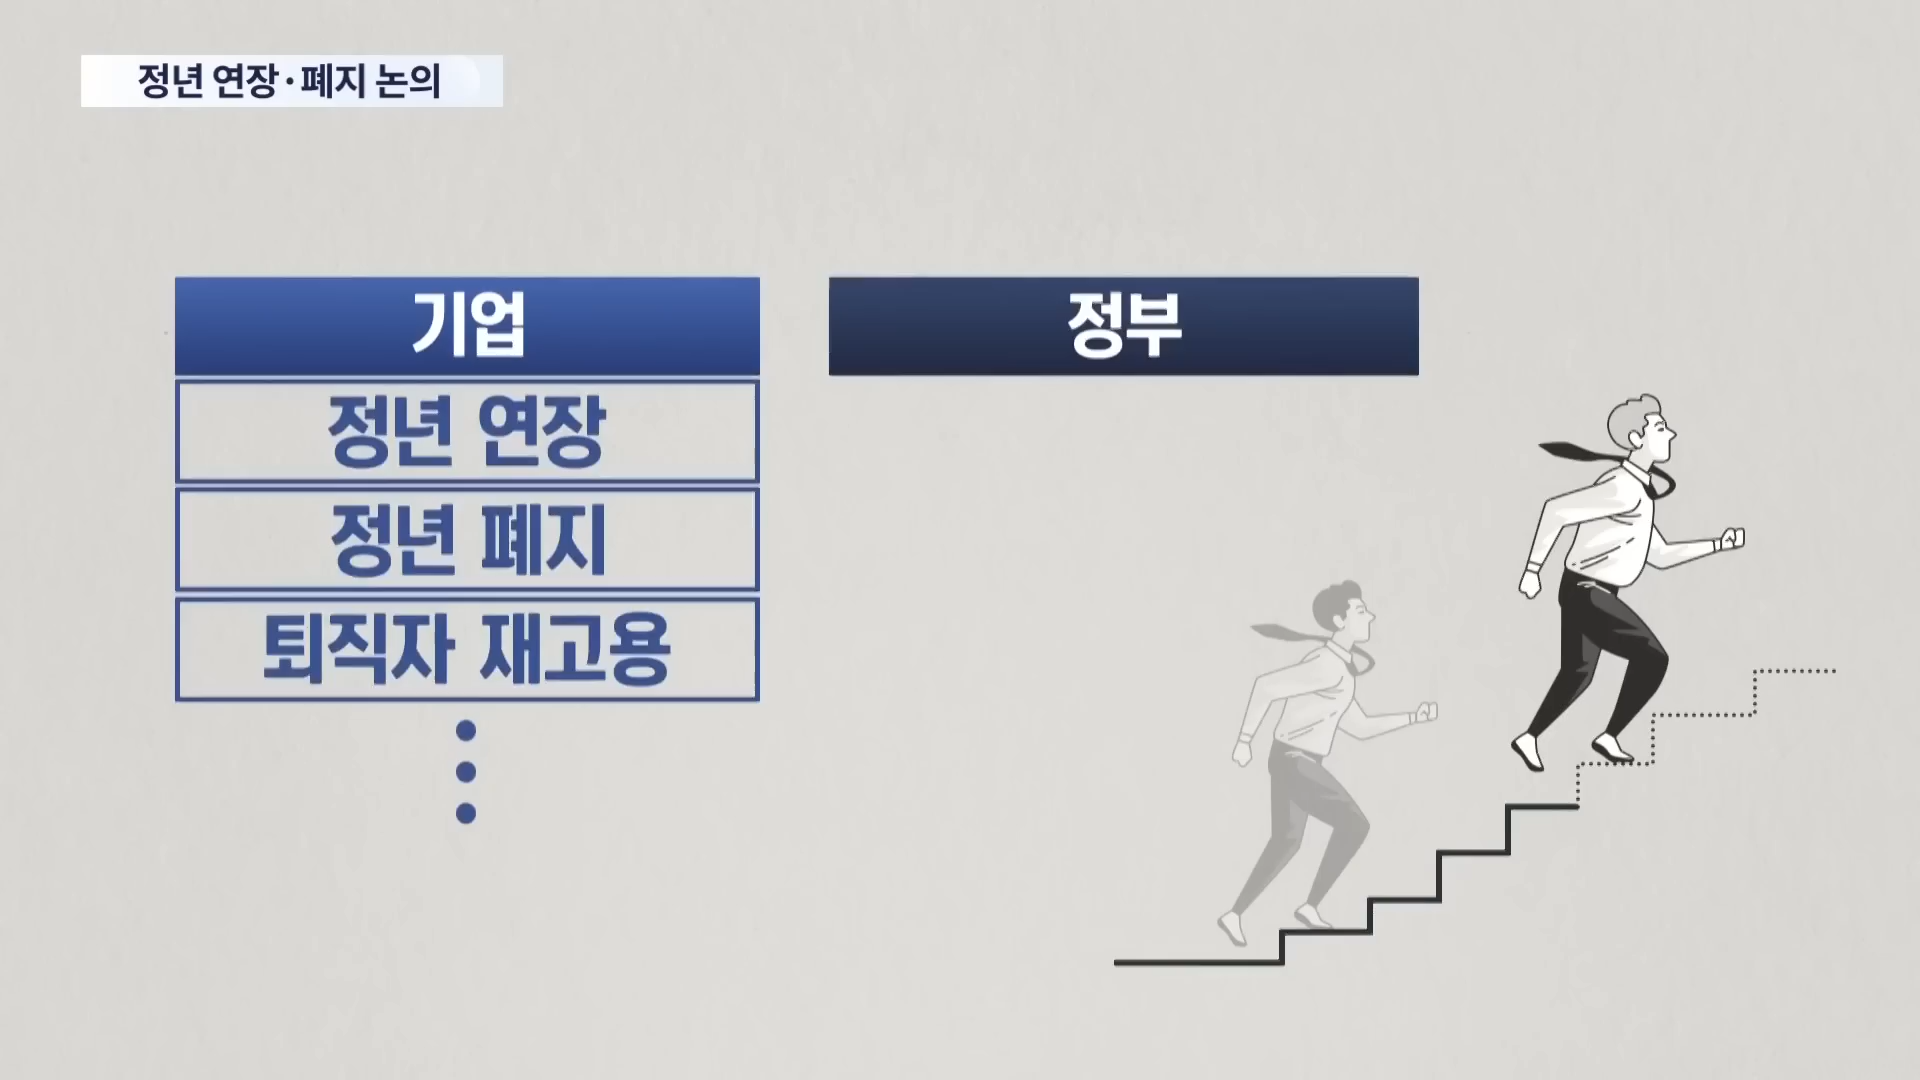 정년 연장·폐지 논의
기업
정년 연장
정년 폐지
퇴직자 재고용
정부